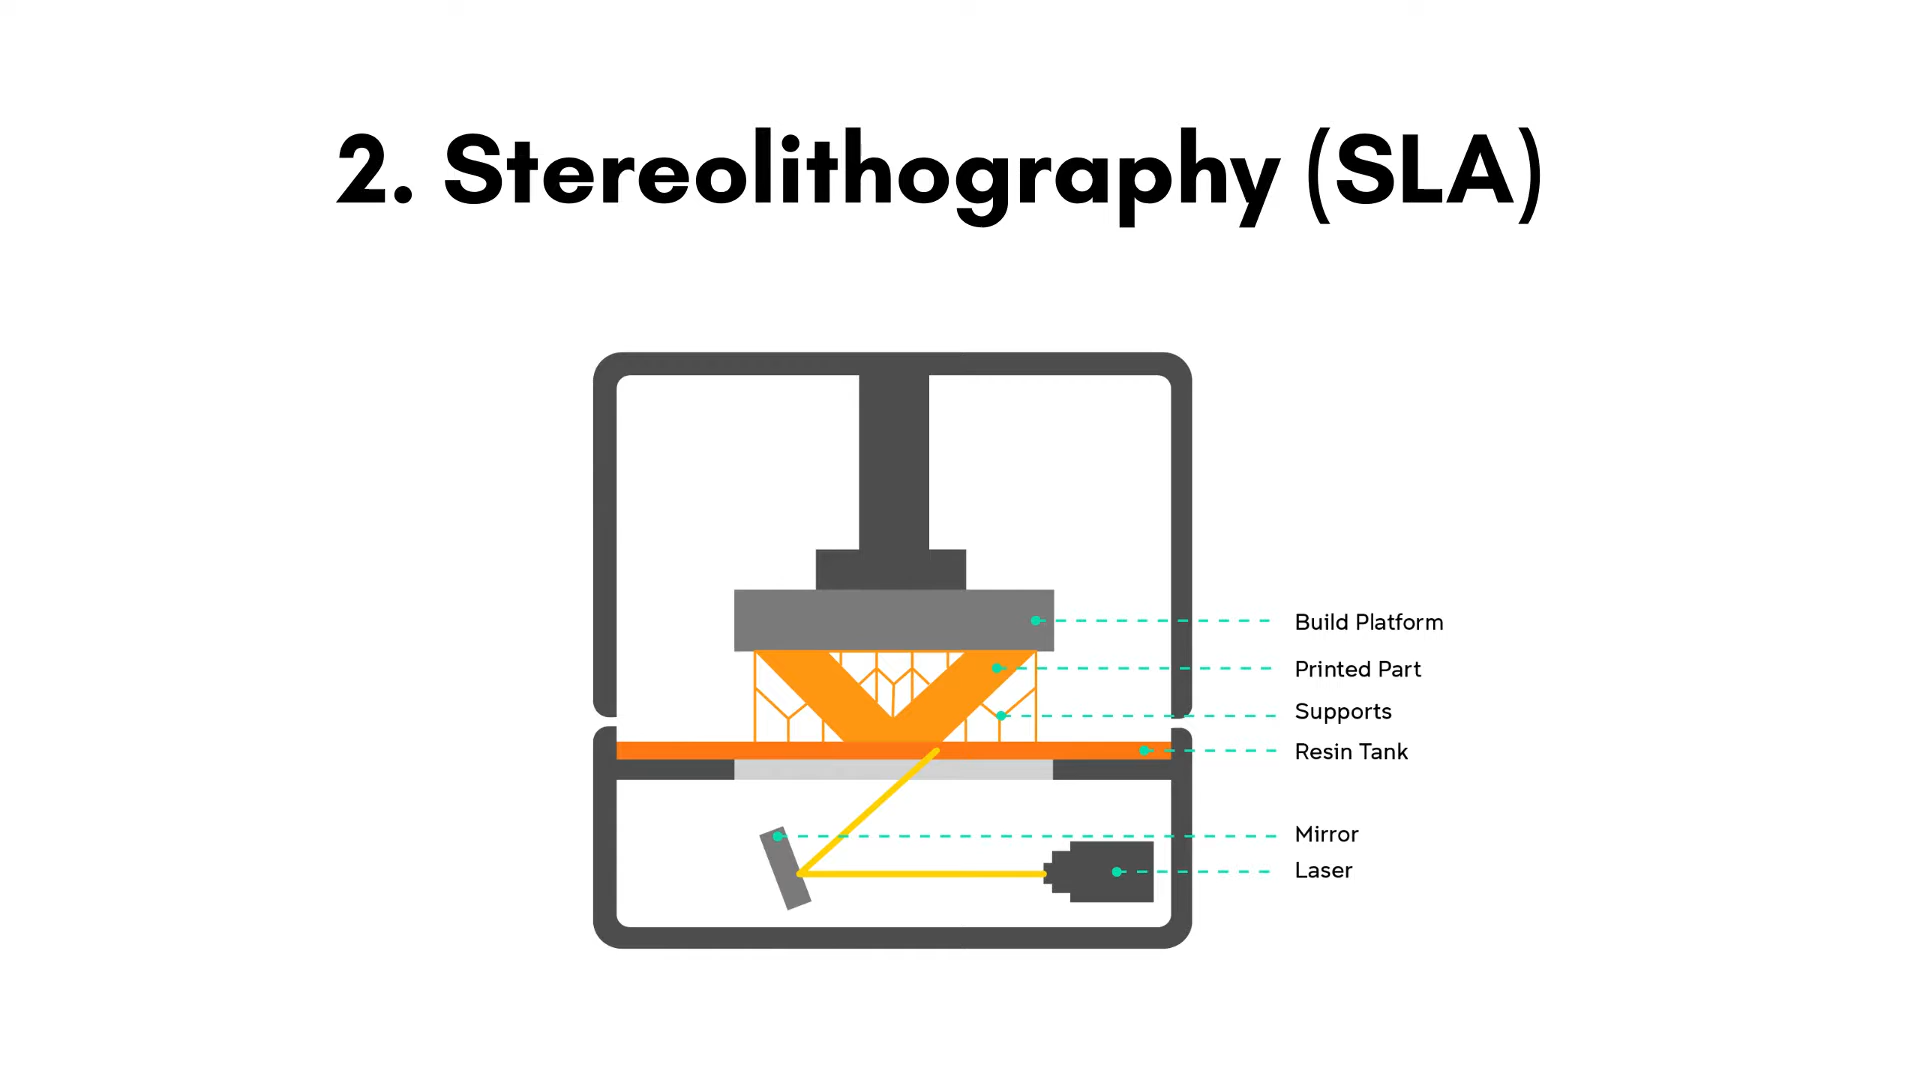 2. Stereolithography (SLA)
Build Platform
Printed Part
Supports
Resin Tank
Mirror
Laser